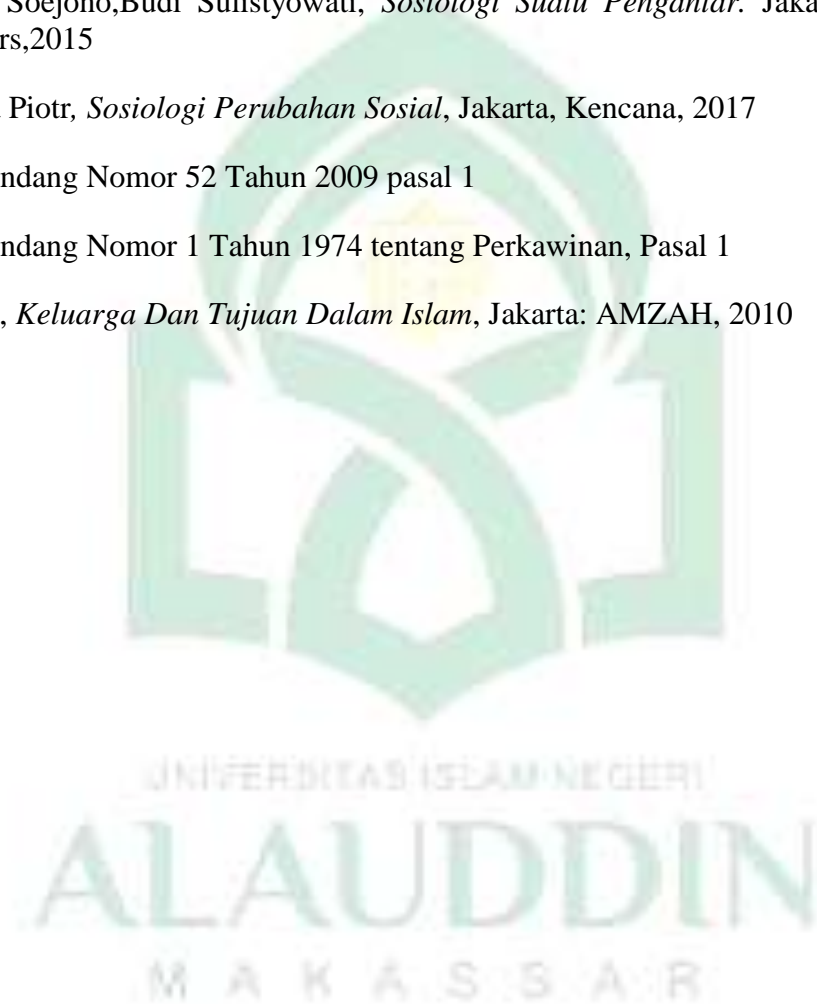 Soejono,Budi Sulistyowati, Sosiologi Suatu Pengantar. Jaka
rs,2015
Piotr, Sosiologi Perubahan Sosial, Jakarta, Kencana, 2017
ndang Nomor 52 Tahun 2009 pasal 1
ndang Nomor 1 Tahun 1974 tentang Perkawinan, Pasal 1
, Keluarga Dan Tujuan Dalam Islam, Jakarta: AMZAH, 2010
UNIVERSITAS ISLAM NEGERI
ALAUDDIN
MAKASSAR